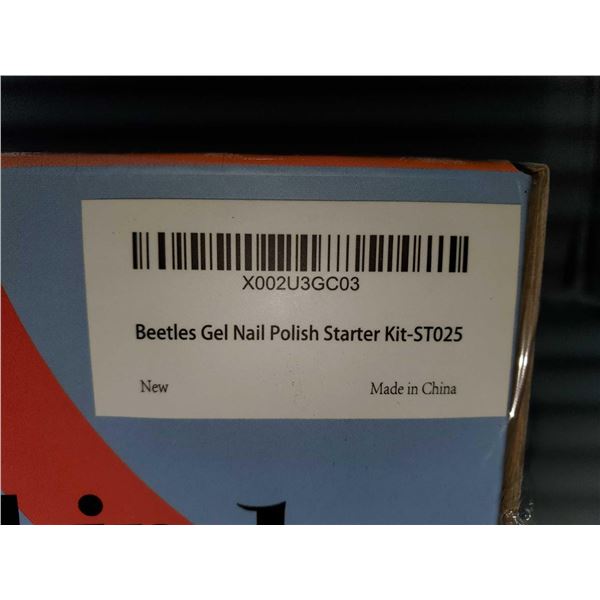 X002U3GC03
Beetles Gel Nail Polish Starter Kit-ST025
New
Made in China